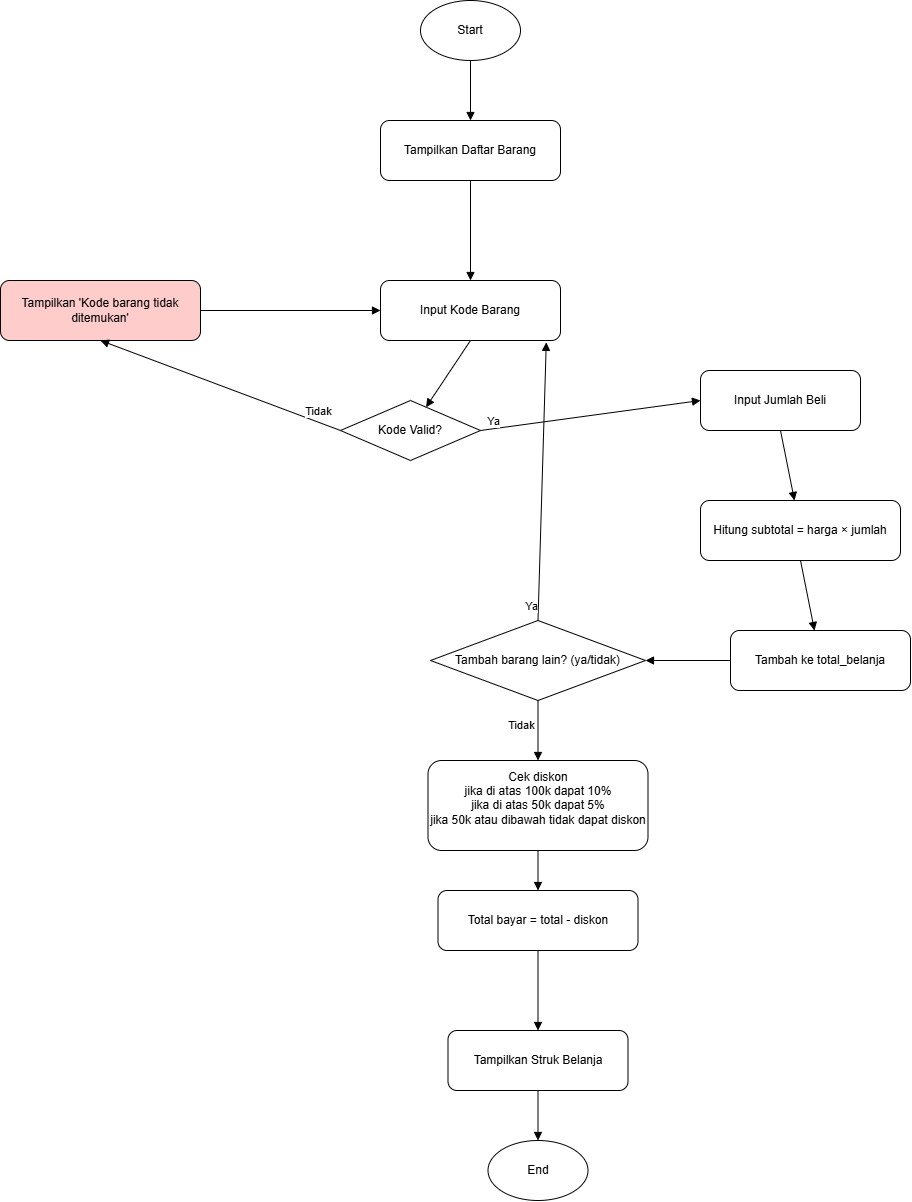 Start
Tampilkan Daftar Barang
Tampilkan 'Kode barang tidak
ditemukan'
Input Kode Barang
Tidak
Kode Valid?
Ya
Input Jumlah Beli
Hitung subtotal = harga × jumlah
Ya
Tambah barang lain? (ya/tidak)
Tambah ke total_belanja
Tidak
Cek diskon
jika di atas 100k dapat 10%
jika di atas 50k dapat 5%
jika 50k atau dibawah tidak dapat diskon
Total bayar = total - diskon
Tampilkan Struk Belanja
End